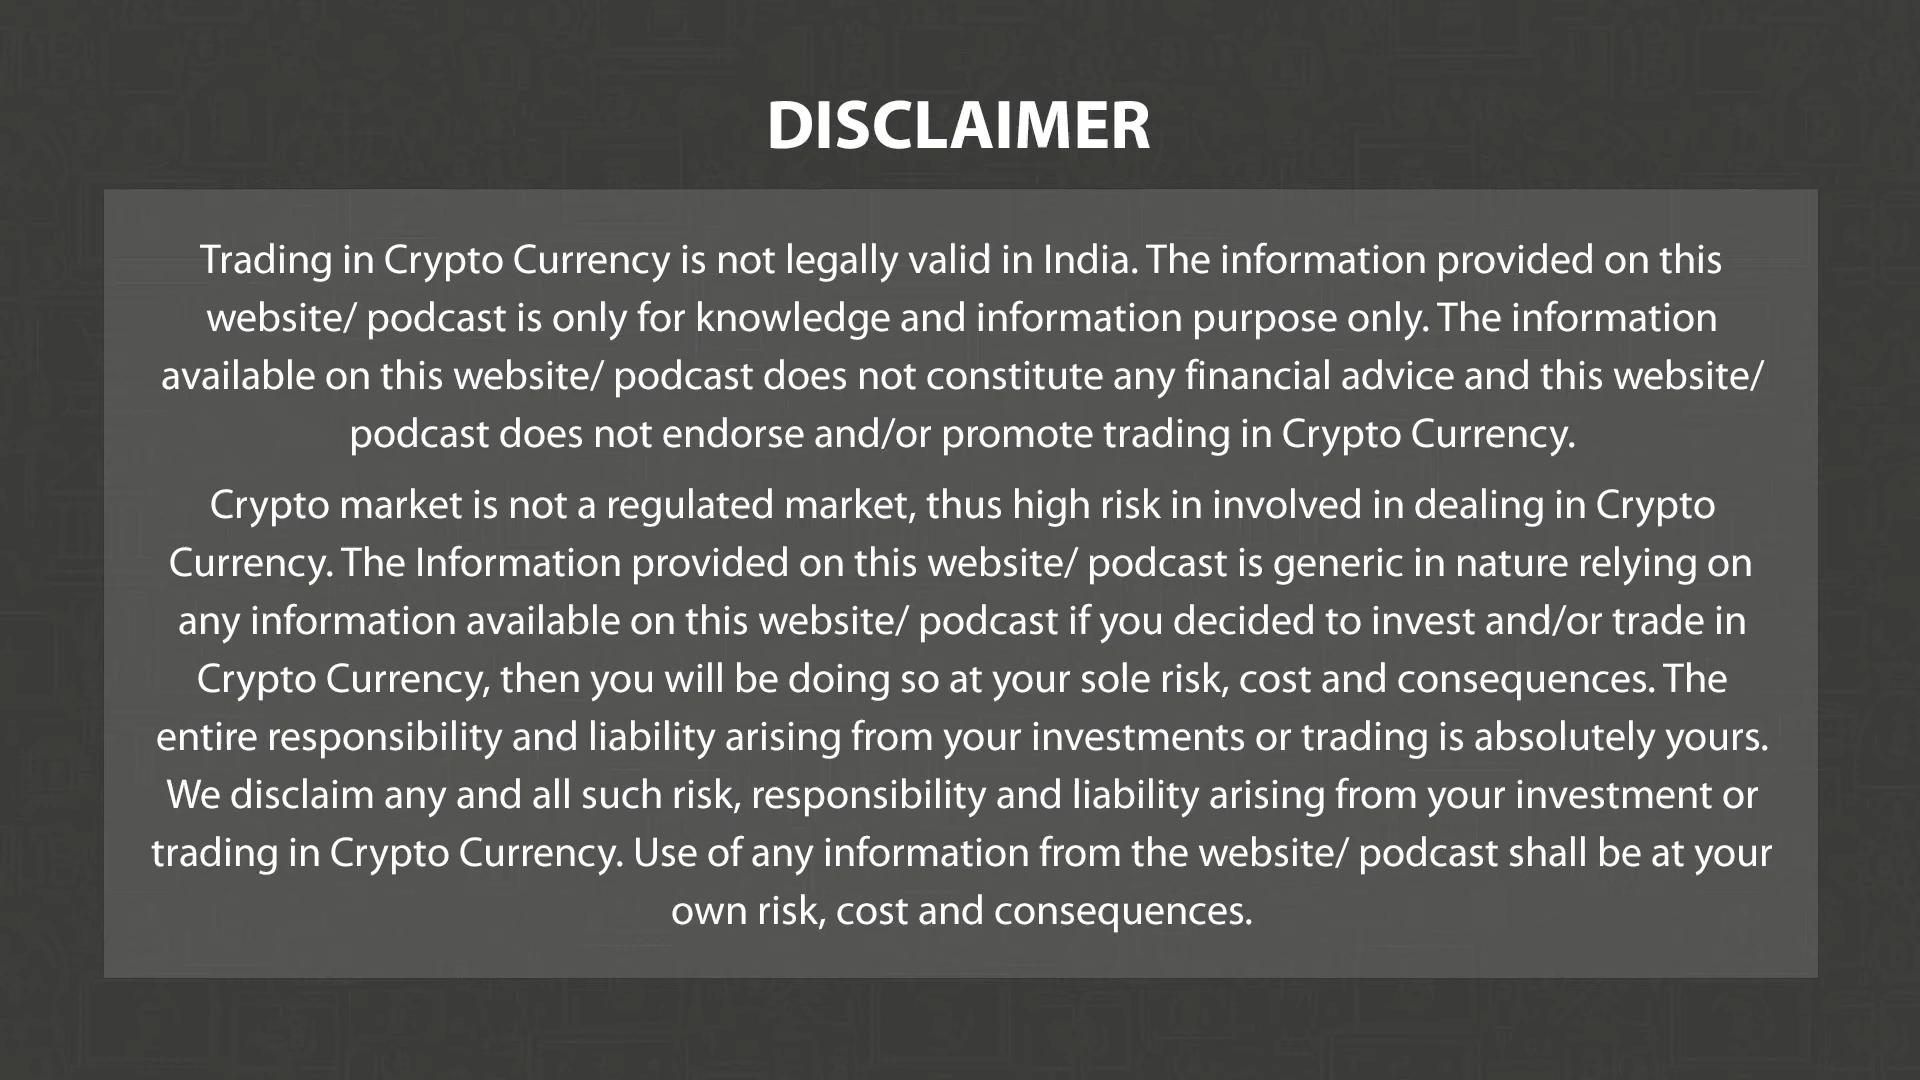 DISCLAIMER
Trading in Crypto Currency is not legally valid in India. The information provided on this
website/ podcast is only for knowledge and information purpose only. The information
available on this website/ podcast does not constitute any financial advice and this website/
podcast does not endorse and/or promote trading in Crypto Currency.
Crypto market is not a regulated market, thus high risk in involved in dealing in Crypto
Currency. The Information provided on this website/ podcast is generic in nature relying on
any information available on this website/ podcast if you decided to invest and/or trade in
Crypto Currency, then you will be doing so at your sole risk, cost and consequences. The
entire responsibility and liability arising from your investments or trading is absolutely yours.
We disclaim any and all such risk, responsibility and liability arising from your investment or
trading in Crypto Currency. Use of any information from the website/ podcast shall be at your
own risk, cost and consequences.